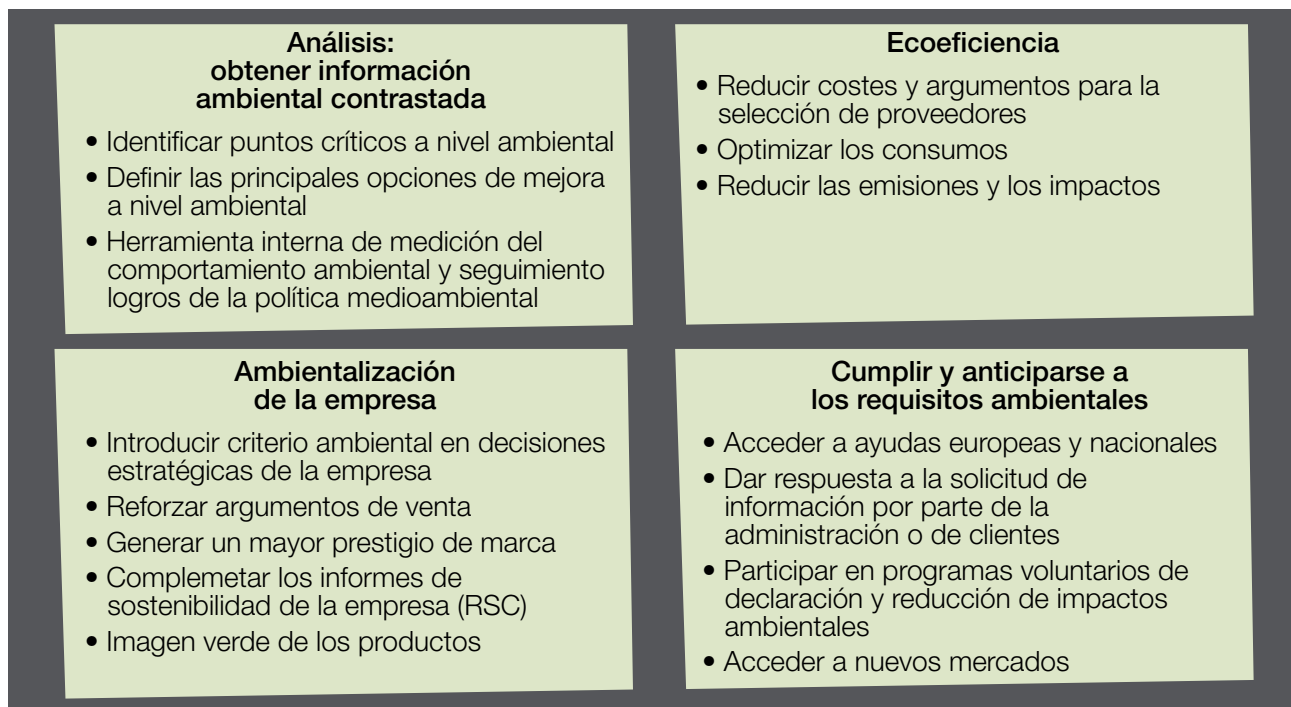 Análisis:
obtener información
ambiental contrastada
• Identificar puntos críticos a nivel ambiental
• Definir las principales opciones de mejora
a nivel ambiental
• Herramienta interna de medición del
comportamiento ambiental y seguimiento
logros de la política medioambiental
Ecoeficiencia
• Reducir costes y argumentos para la
selección de proveedores
• Optimizar los consumos
• Reducir las emisiones y los impactos
Ambientalización
de la empresa
• Introducir criterio ambiental en decisiones
estratégicas de la empresa
• Reforzar argumentos de venta
• Generar un mayor prestigio de marca
• Complemetar los informes de
sostenibilidad de la empresa (RSC)
• Imagen verde de los productos
Cumplir y anticiparse a
los requisitos ambientales
• Acceder a ayudas europeas y nacionales
• Dar respuesta a la solicitud de
información por parte de la
administración o de clientes
• Participar en programas voluntarios de
declaración y reducción de impactos
ambientales
• Acceder a nuevos mercados